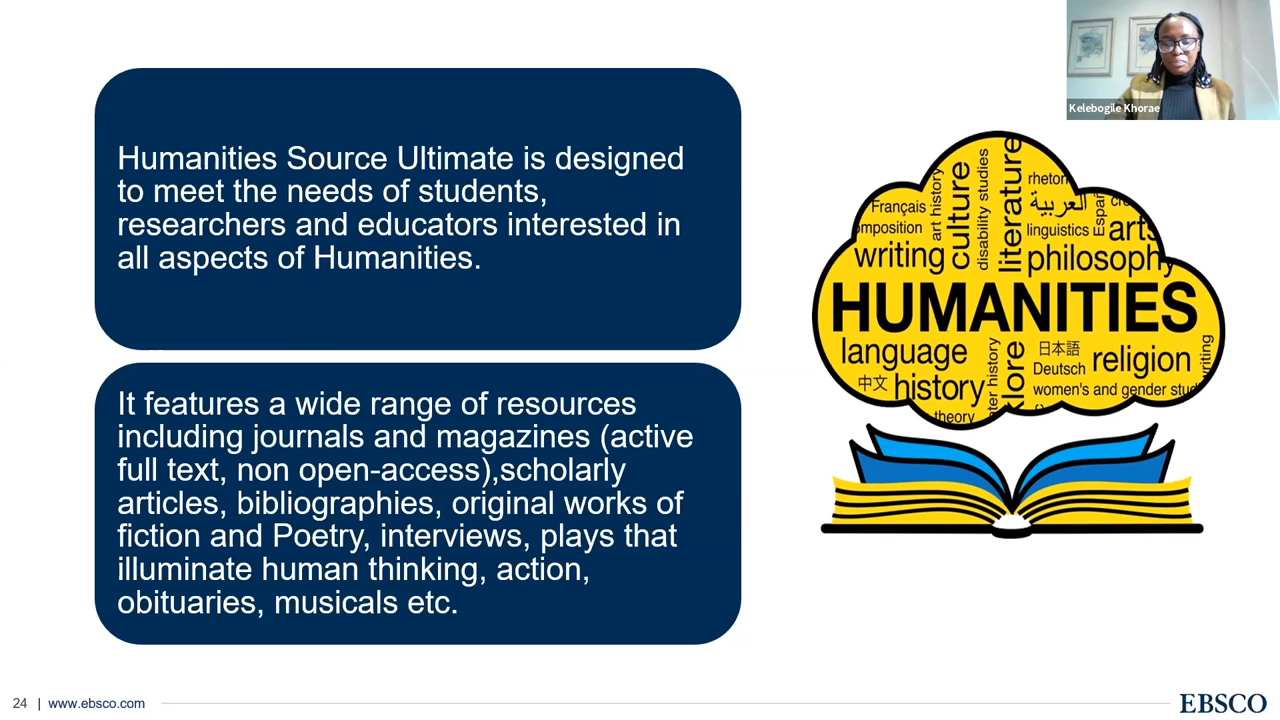 Kelebogile Khorae
Humanities Source Ultimate is designed
to meet the needs of students,
researchers and educators interested in
all aspects of Humanities.
It features a wide range of resources
including journals and magazines (active
full text, non open-access),scholarly
articles, bibliographies, original works of
fiction and Poetry, interviews, plays that
illuminate human thinking, action,
obituaries, musicals etc.
Français
art history
culture
disability studies
literature
العربية
linguistics
arts
writing
philosophy
HUMANITIES
language
日本語
religion
Deutsch
中文
history
women's and gender
theory
writing
24 | www.ebsco.com
EBSCO